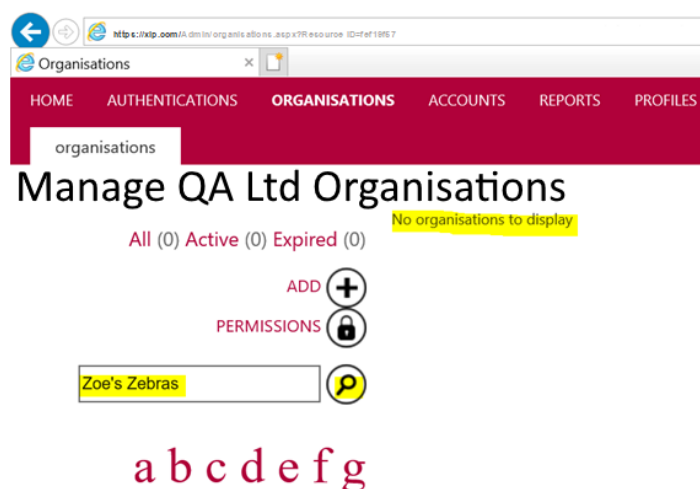 https://xlp.com/Admin/organisations.aspx?Resource ID=fef19f67
Organisations
HOME AUTHENTICATIONS ORGANISATIONS ACCOUNTS REPORTS PROFILES
organisations
Manage QA Ltd Organisations
No organisations to display
All (0) Active (0) Expired (0)
ADD
PERMISSIONS
Zoe's Zebras
a b c d e f g